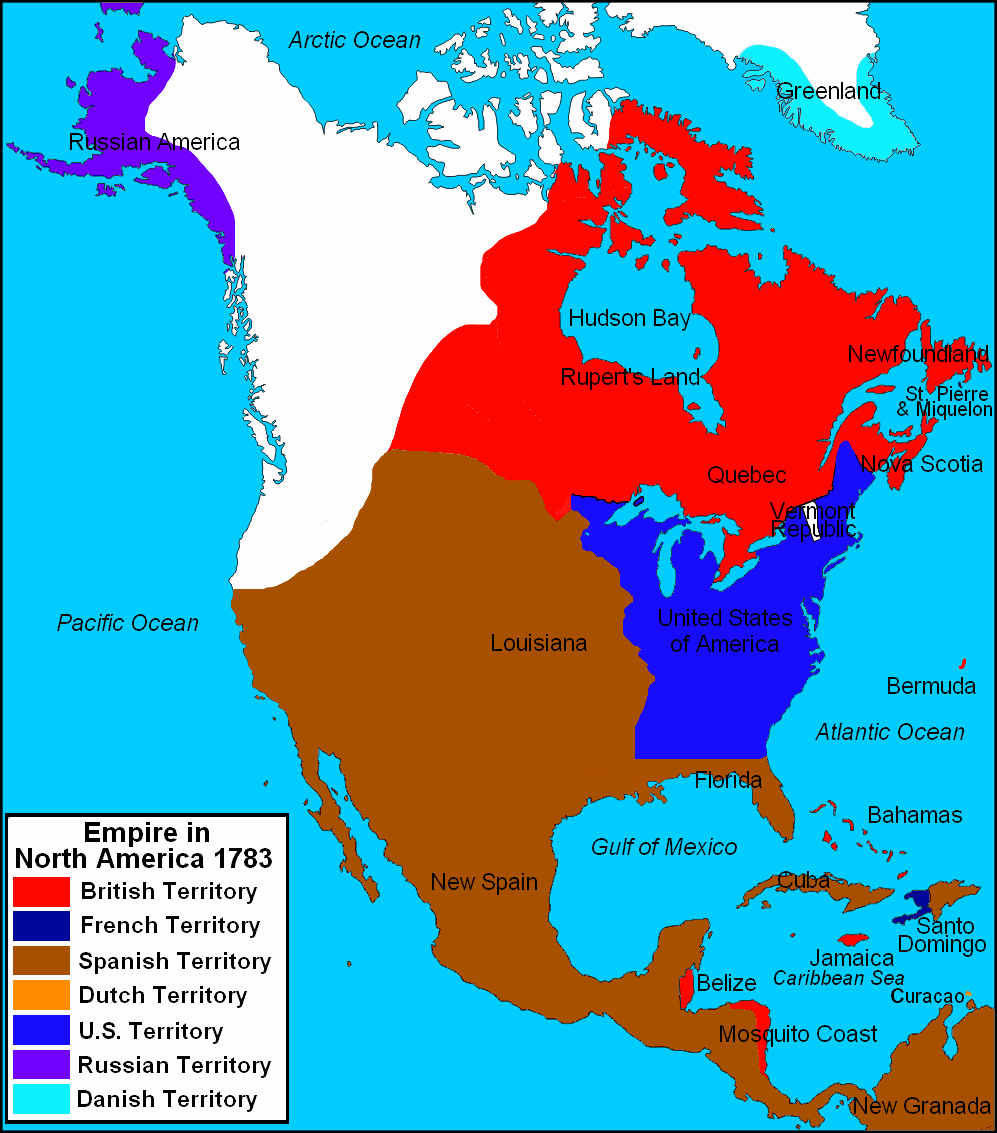 Arctic Ocean
Greenland
Russian America
Hudson Bay
Newfoundland
Rupert's Land
St. Pierre
& Miquelon
Nova Scotia
Quebec
Vermont
Republic
Pacific Ocean
United States
of America
Louisiana
Bermuda
Atlantic Ocean
Florida
Bahamas
Gulf of Mexico
New Spain
Cuba
Santo
Domingo
Jamaica
Caribbean Sea
Belize
Curacao
Mosquito Coast
New Granada
Empire in
North America 1783
British Territory
French Territory
Spanish Territory
Dutch Territory
U.S. Territory
Russian Territory
Danish Territory